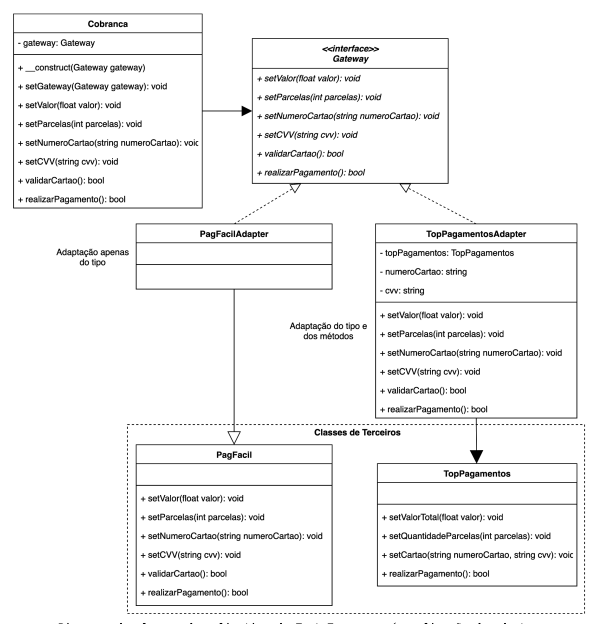 Cobranca
- gateway: Gateway
+ __construct(Gateway gateway)
+ setGateway(Gateway gateway): void
+ setValor(float valor): void
+ setParcelas(int parcelas): void
+ setNumeroCartao(string numeroCartao): voic
+ setCVV(string cvv): void
+ validarCartao(): bool
+ realizarPagamento(): bool
<<interface>>
Gateway
+ setValor(float valor): void
+ setParcelas(int parcelas): void
+ setNumeroCartao(string numeroCartao): void
+ setCVV(string cvv): void
+ validarCartao(): bool
+ realizarPagamento(): bool
Adaptação apenas
do tipo
PagFacilAdapter
Adaptação do tipo e
dos métodos
TopPagamentosAdapter
- topPagamentos: TopPagamentos
- numeroCartao: string
- cvv: string
+ setValor(float valor): void
+ setParcelas(int parcelas): void
+ setNumeroCartao(string numeroCartao): void
+ setCVV(string cvv): void
+ validarCartao(): bool
+ realizarPagamento(): bool
Classes de Terceiros
PagFacil
+ setValor(float valor): void
+ setParcelas(int parcelas): void
+ setNumeroCartao(string numeroCartao): void
+ setCVV(string cvv): void
+ validarCartao(): bool
+ realizarPagamento(): bool
TopPagamentos
+ setValorTotal(float valor): void
+ setQuantidadeParcelas(int parcelas): void
+ setCartao(string numeroCartao, string cvv): voic
+ realizarPagamento(): bool